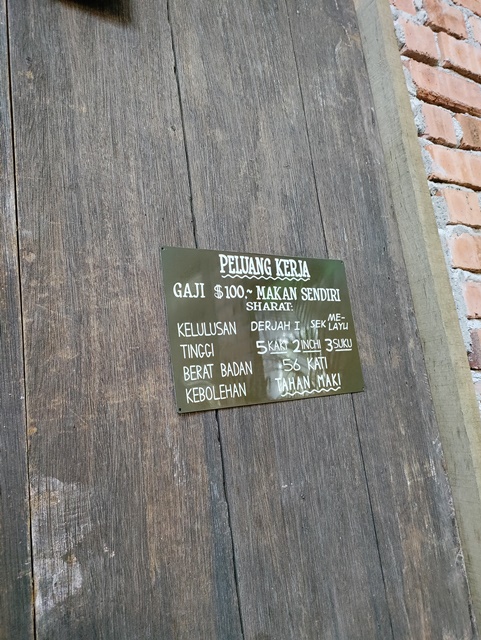 PELUANG KERJA
GAJI $100.~ MAKAN SENDIRI
SHARAT:
KELULUSAN DERJAH I SEK ME-LAYU
TINGGI 5 KAKI 2 INCHI 3 SUKU
BERAT BADAN 56 KATI
KEBOLEHAN TAHAN MAKI